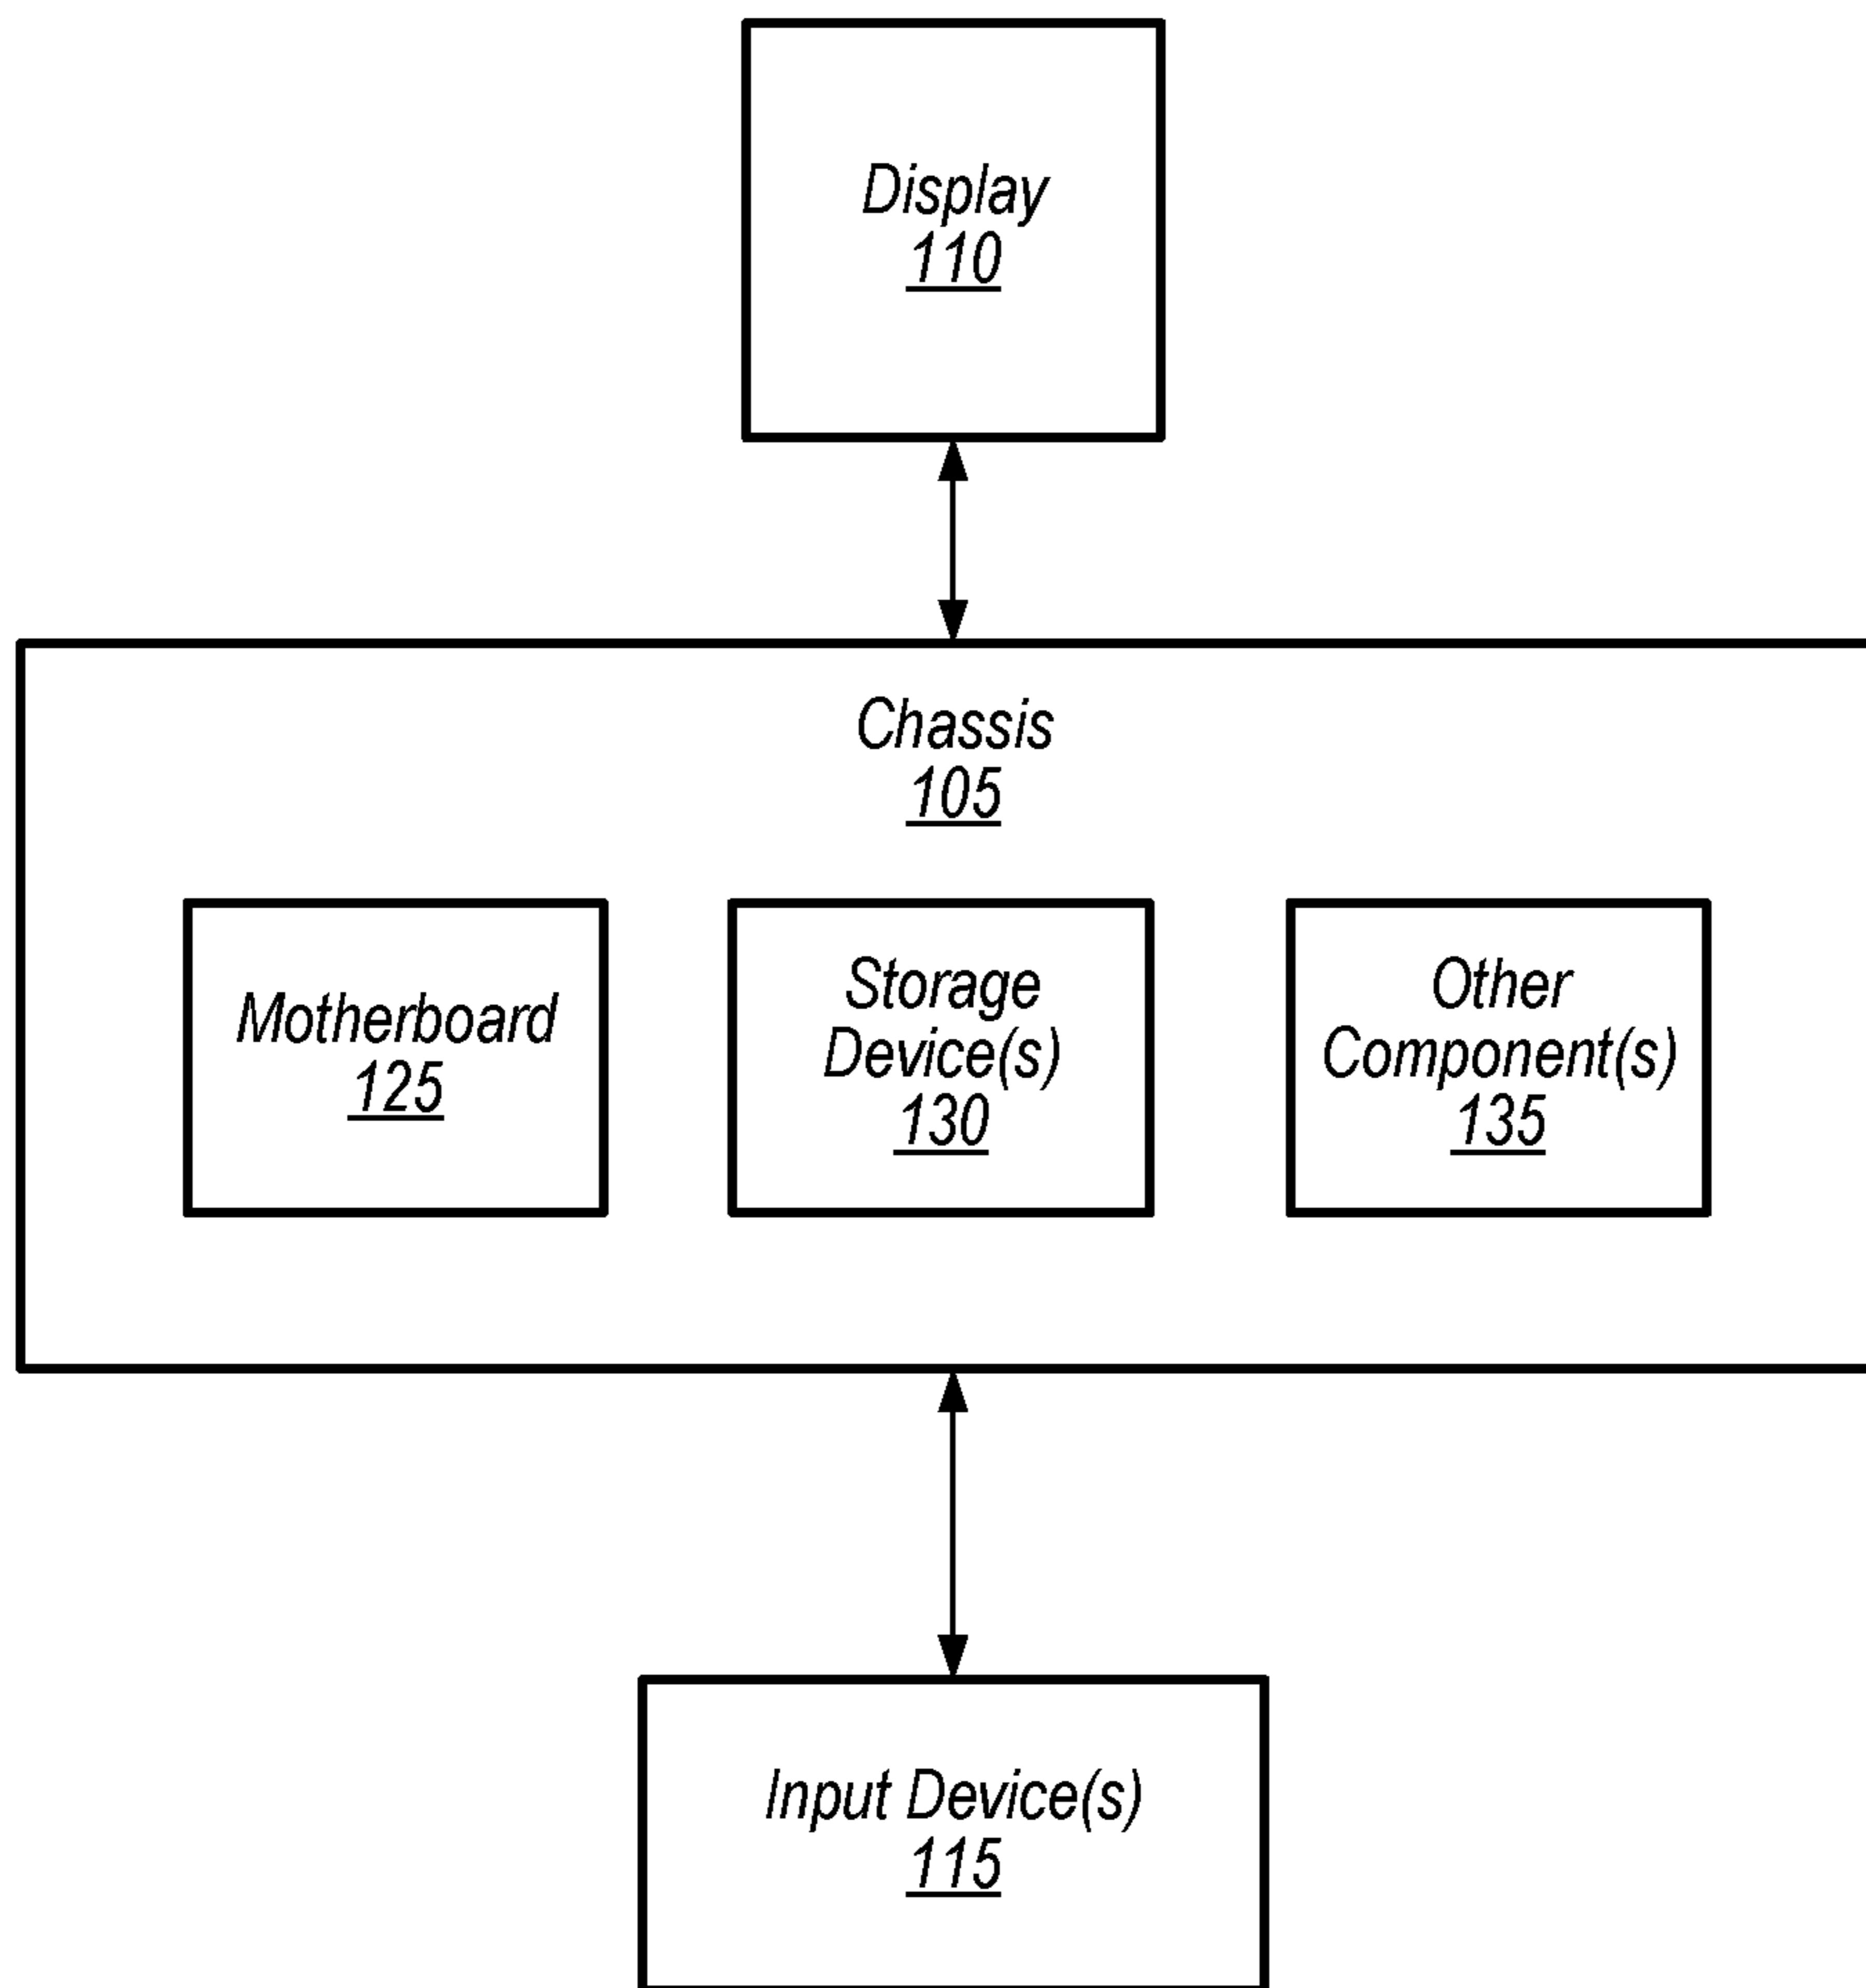 Display
110
Chassis
105
Motherboard
125
Storage
Device(s)
130
Other
Component(s)
135
Input Device(s)
115